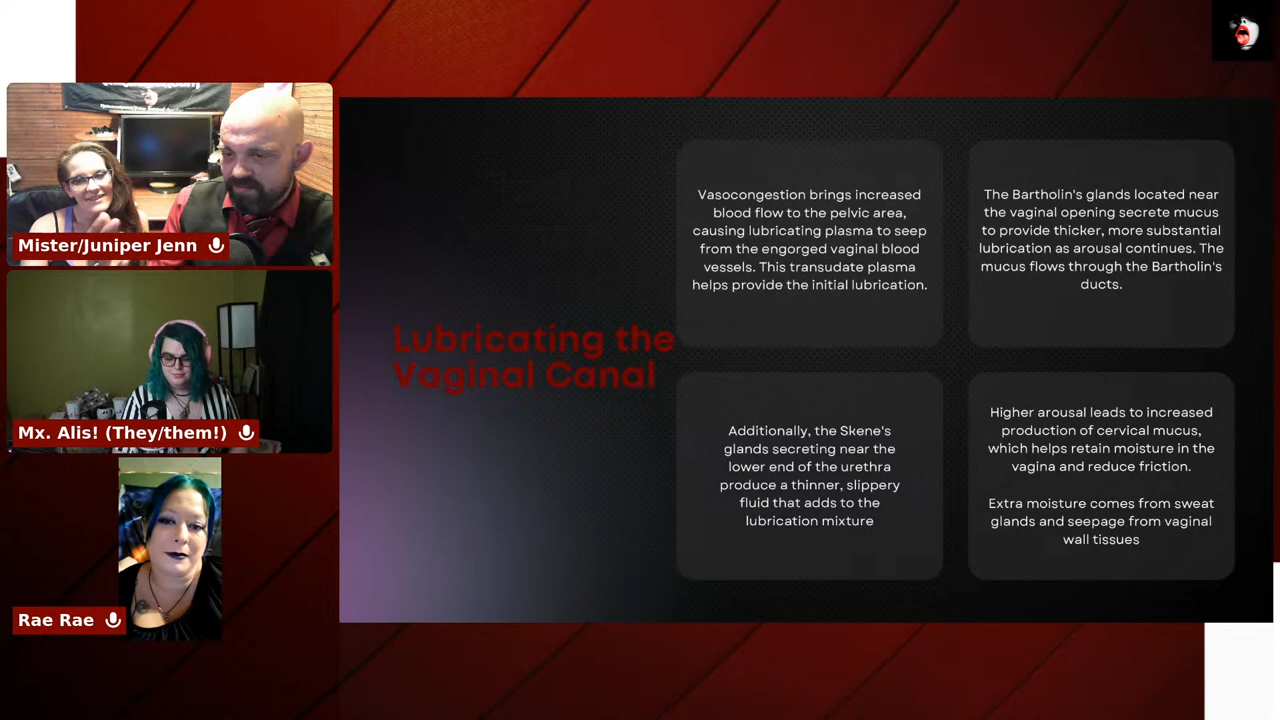 Mister/Juniper Jenn
Mx. Alis! (They/them!)
Rae Rae
Lubricating the
Vaginal Canal
Vasocongestion brings increased
blood flow to the pelvic area,
causing lubricating plasma to seep
from the engorged vaginal blood
vessels. This transudate plasma
helps provide the initial lubrication.
The Bartholin's glands located near
the vaginal opening secrete mucus
to provide thicker, more substantial
lubrication as arousal continues. The
mucus flows through the Bartholin's
ducts.
Additionally, the Skene's
glands secreting near the
lower end of the urethra
produce a thinner, slippery
fluid that adds to the
lubrication mixture
Higher arousal leads to increased
production of cervical mucus,
which helps retain moisture in the
vagina and reduce friction.
Extra moisture comes from sweat
glands and seepage from vaginal
wall tissues